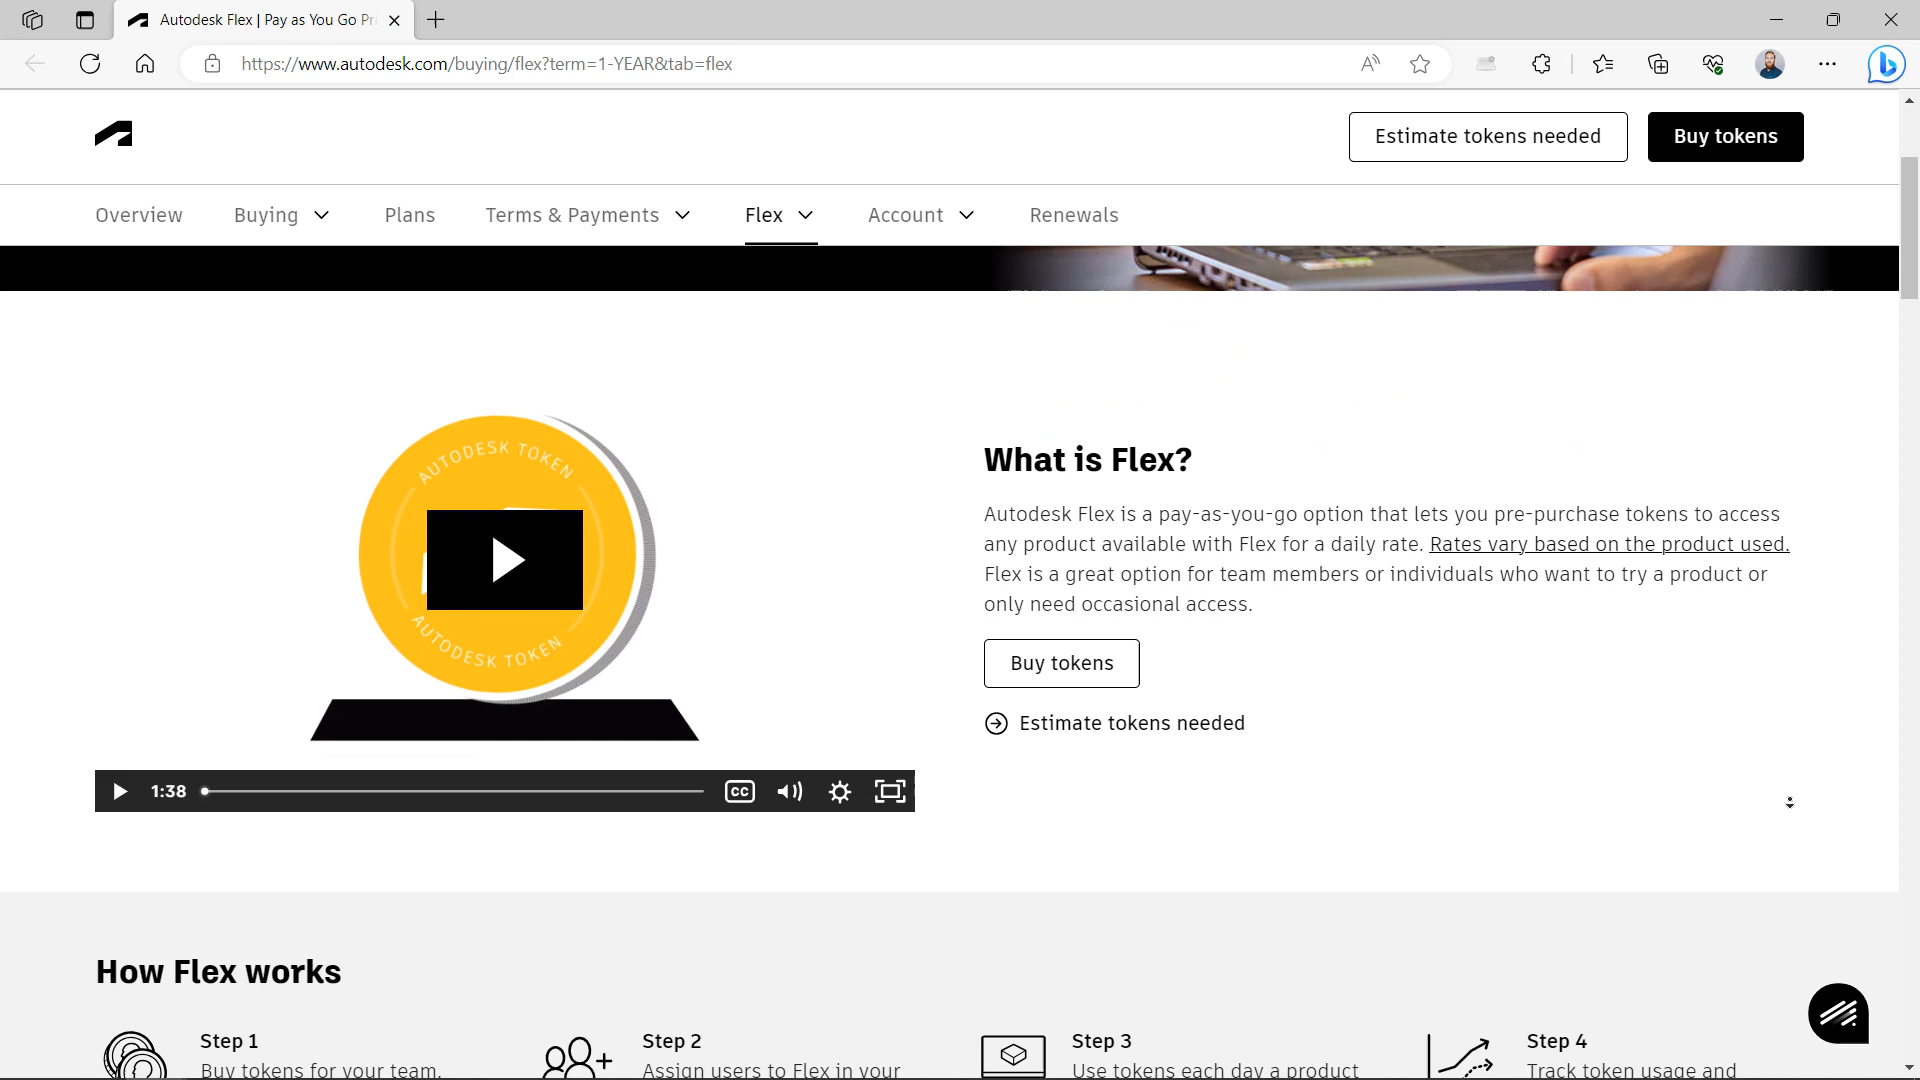 Autodesk Flex | Pay as You Go Pri
https://www.autodesk.com/buying/flex?term=1-YEAR&tab=flex
Estimate tokens needed
Buy tokens
Overview
Buying
Plans
Terms & Payments
Flex
Account
Renewals
AUTODESK TOKEN
AUTODESK TOKEN
1:38
CC
What is Flex?
Autodesk Flex is a pay-as-you-go option that lets you pre-purchase tokens to access
any product available with Flex for a daily rate. Rates vary based on the product used.
Flex is a great option for team members or individuals who want to try a product or
only need occasional access.
Buy tokens
Estimate tokens needed
How Flex works
Step 1
Buy tokens for your team.
Step 2
Assign users to Flex in your
Step 3
Use tokens each day a product
Step 4
Track token usage and